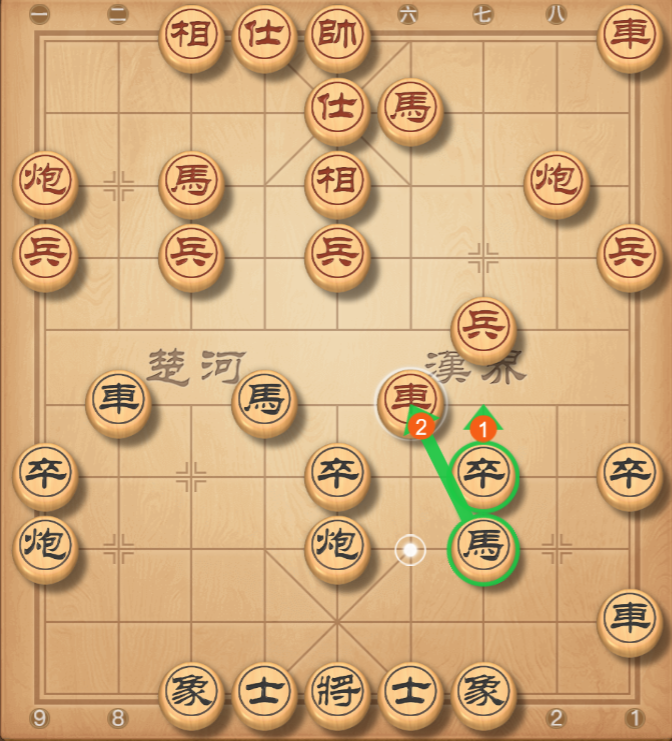 一 二 六 七 八
相 仕 帥 車
仕 馬
炮 馬 相 炮
兵 兵 兵 兵
兵
楚河 漢界
車 馬 車
2 1
卒 卒 卒 卒
炮 炮 馬
車
象 士 將 士 象
9 8 2 1